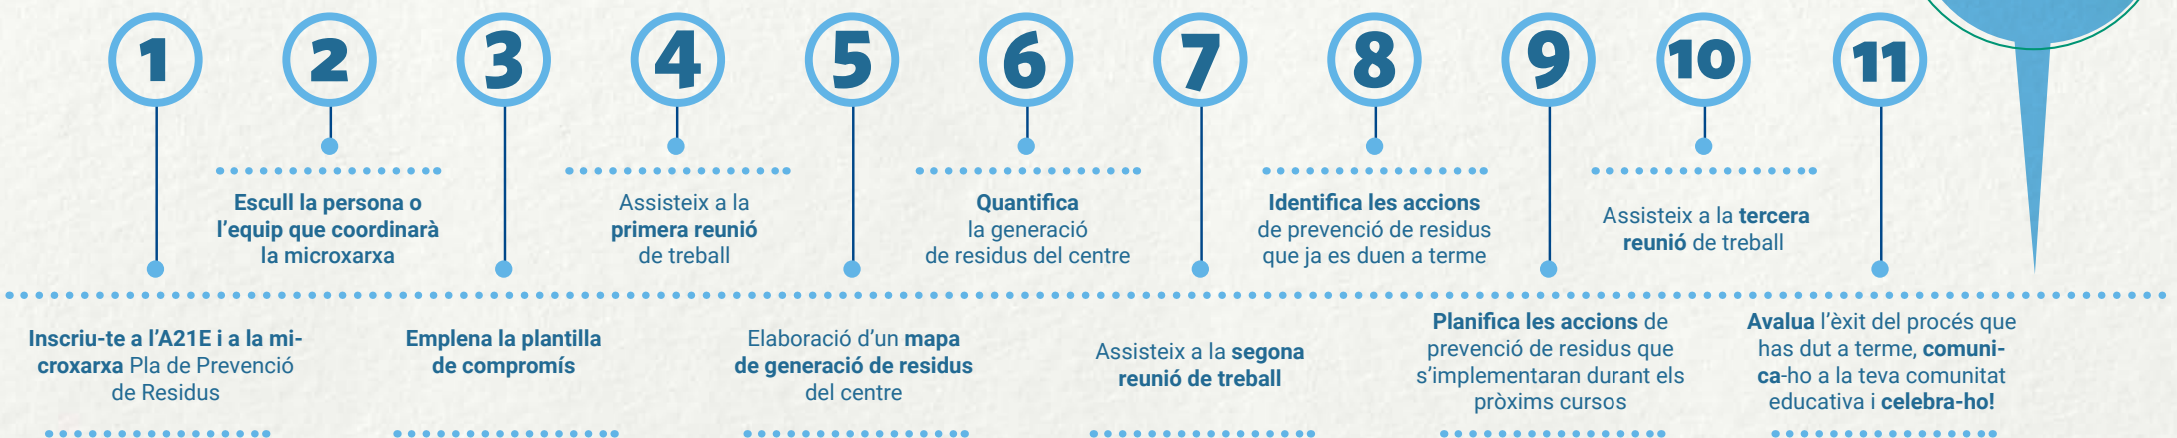 1
Inscriu-te a l'A21E i a la mi-
croxarxa Pla de Prevenció
de Residus
2
Escull la persona o
l'equip que coordinarà
la microxarxa
3
Emplena la plantilla
de compromís
4
Assisteix a la
primera reunió
de treball
5
Elaboració d'un mapa
de generació de residus
del centre
6
Quantifica
la generació
de residus del centre
7
Assisteix a la segona
reunió de treball
8
Identifica les accions
de prevenció de residus
que ja es duen a terme
9
Planifica les accions de
prevenció de residus que
s'implementaran durant els
pròxims cursos
10
Assisteix a la tercera
reunió de treball
11
Avalua l'èxit del procés que
has dut a terme, comuni-
ca-ho a la teva comunitat
educativa i celebra-ho!